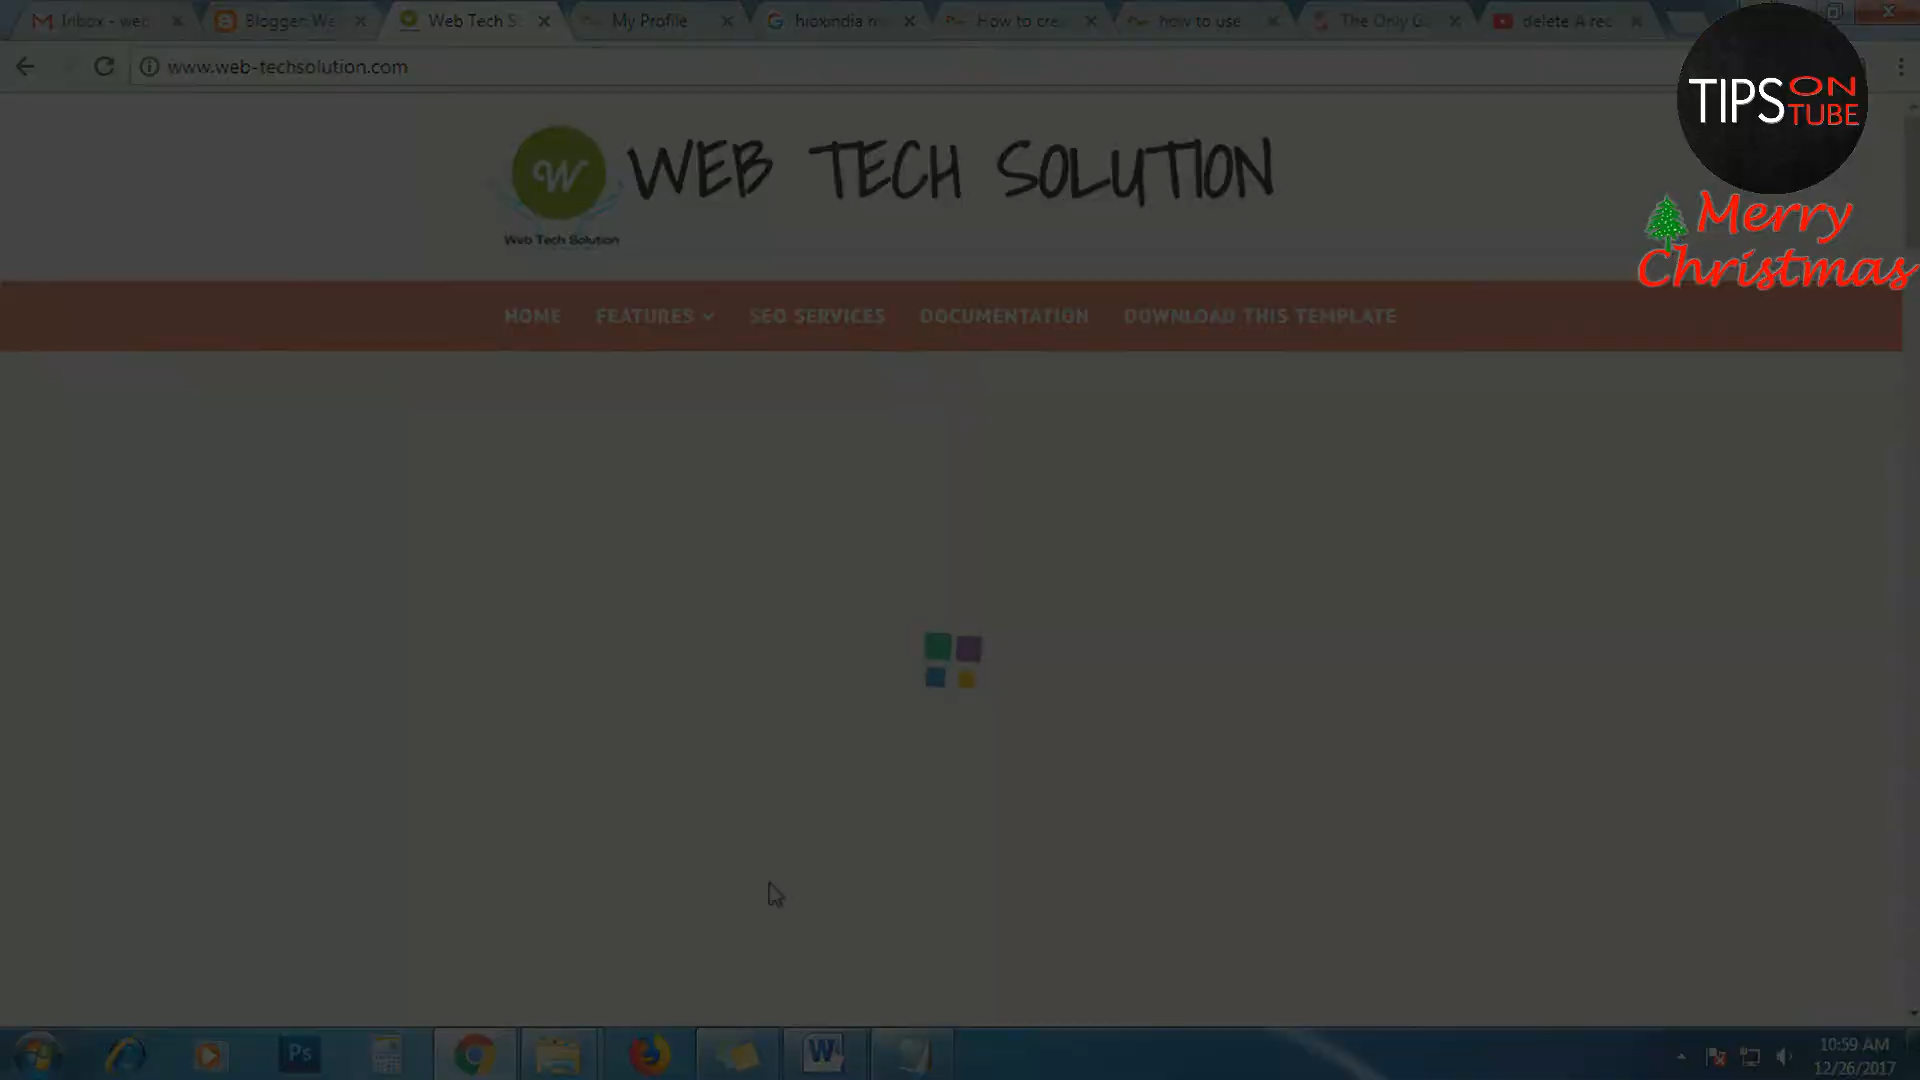 Inbox - web
Blogger: We
Web Tech S
My Profile
hioxindia n
How to cre
how to use
The Only G
delete A rec
www.web-techsolution.com
TIPS ON TUBE
Merry
Christmas
W WEB TECH SOLUTION
Web Tech Solution
HOME FEATURES SEO SERVICES DOCUMENTATION DOWNLOAD THIS TEMPLATE
Ps
W
10:59 AM
12/26/2017